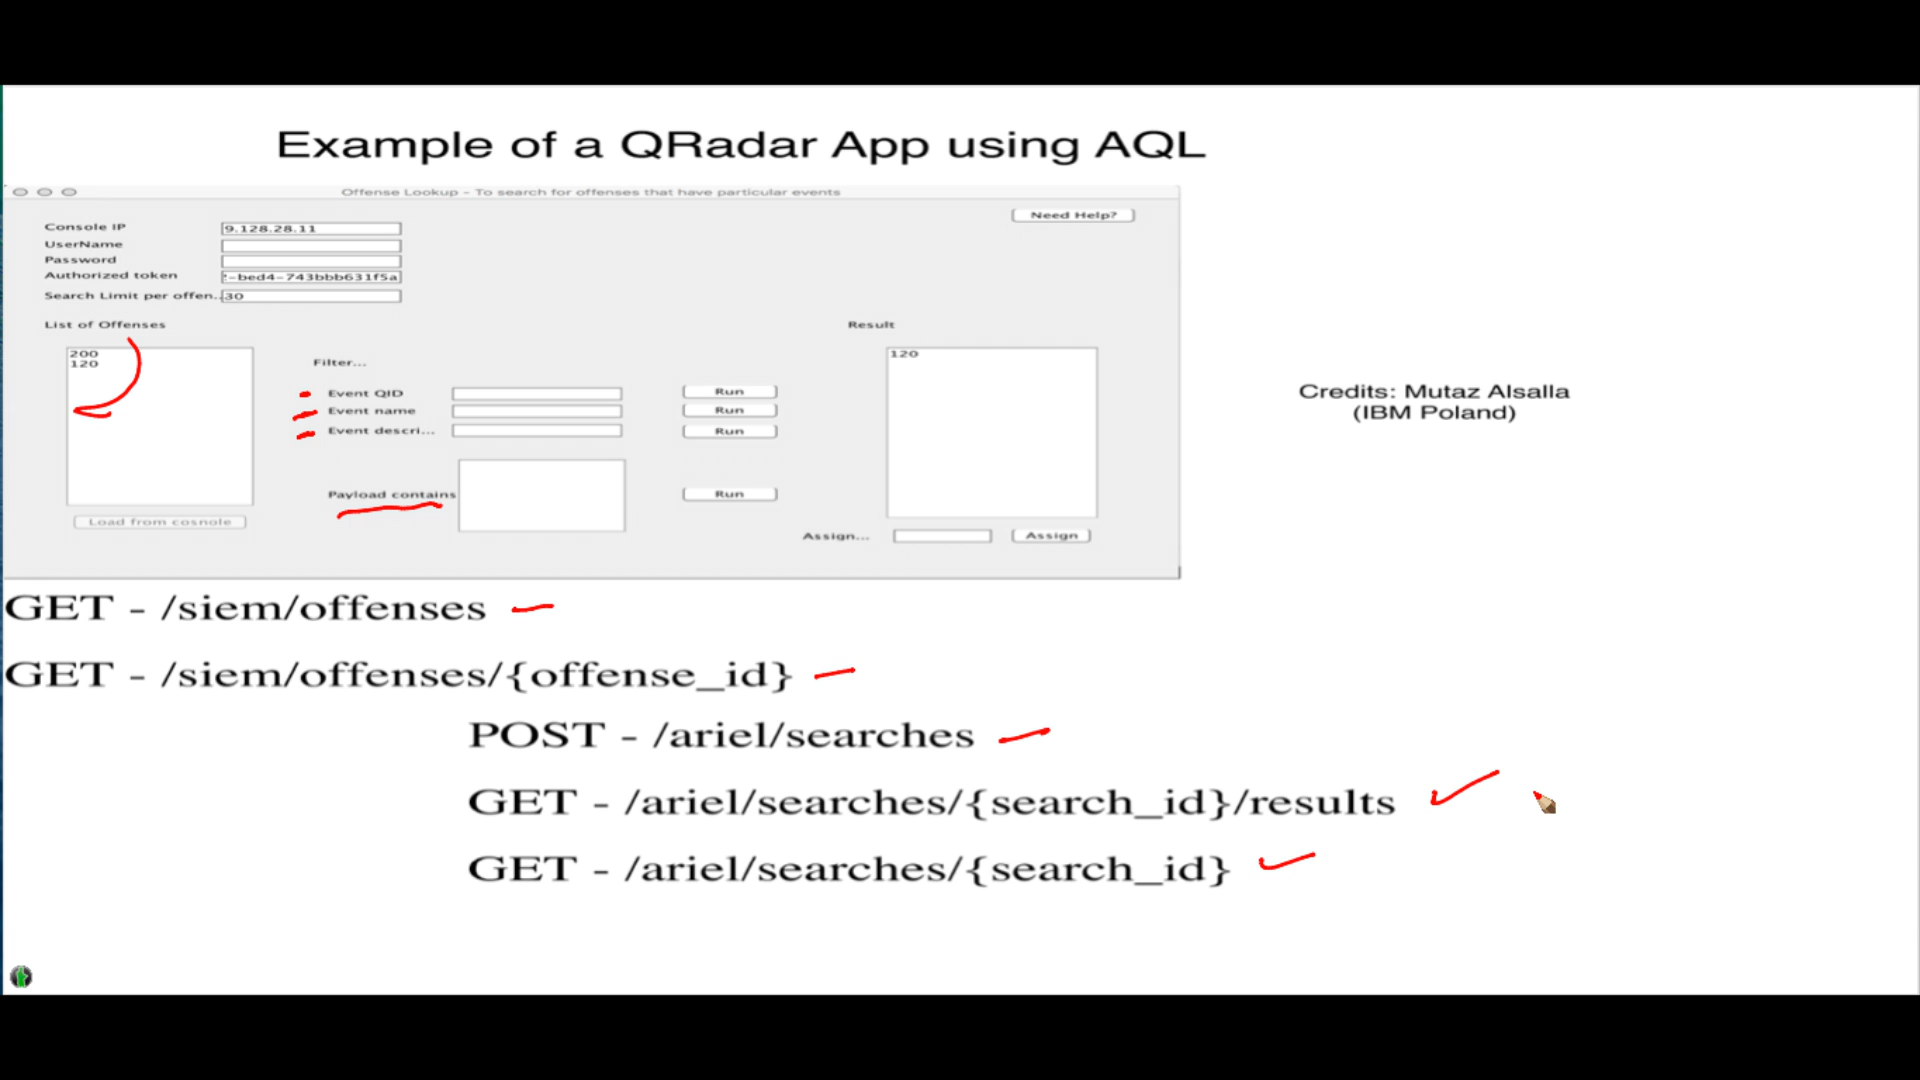 Example of a QRadar App using AQL
Offense Lookup - To search for offenses that have particular events
Need Help?
Console IP 9.128.28.11
UserName
Password
Authorized token -bed4-743bbb631f5a
Search Limit per offen... 30
List of Offenses
Result
200
120
120
Filter...
Event QID Run
Event name Run
Event descri... Run
Payload contains Run
Load from cosnole
Assign... Assign
Credits: Mutaz Alsalla
(IBM Poland)
GET - /siem/offenses
GET - /siem/offenses/{offense_id}
POST - /ariel/searches
GET - /ariel/searches/{search_id}/results
GET - /ariel/searches/{search_id}